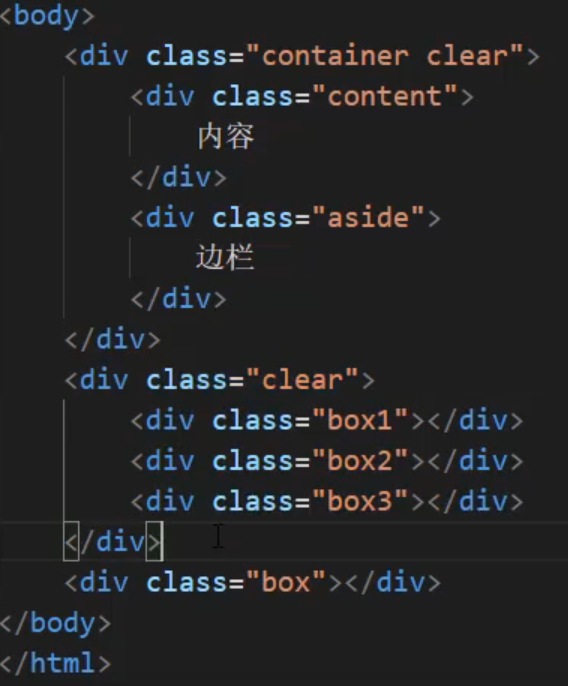 <body>
    <div class="container clear">
        <div class="content">
            内容
        </div>
        <div class="aside">
            边栏
        </div>
    </div>
    <div class="clear">
        <div class="box1"></div>
        <div class="box2"></div>
        <div class="box3"></div>
    </div>
    <div class="box"></div>
</body>
</html>